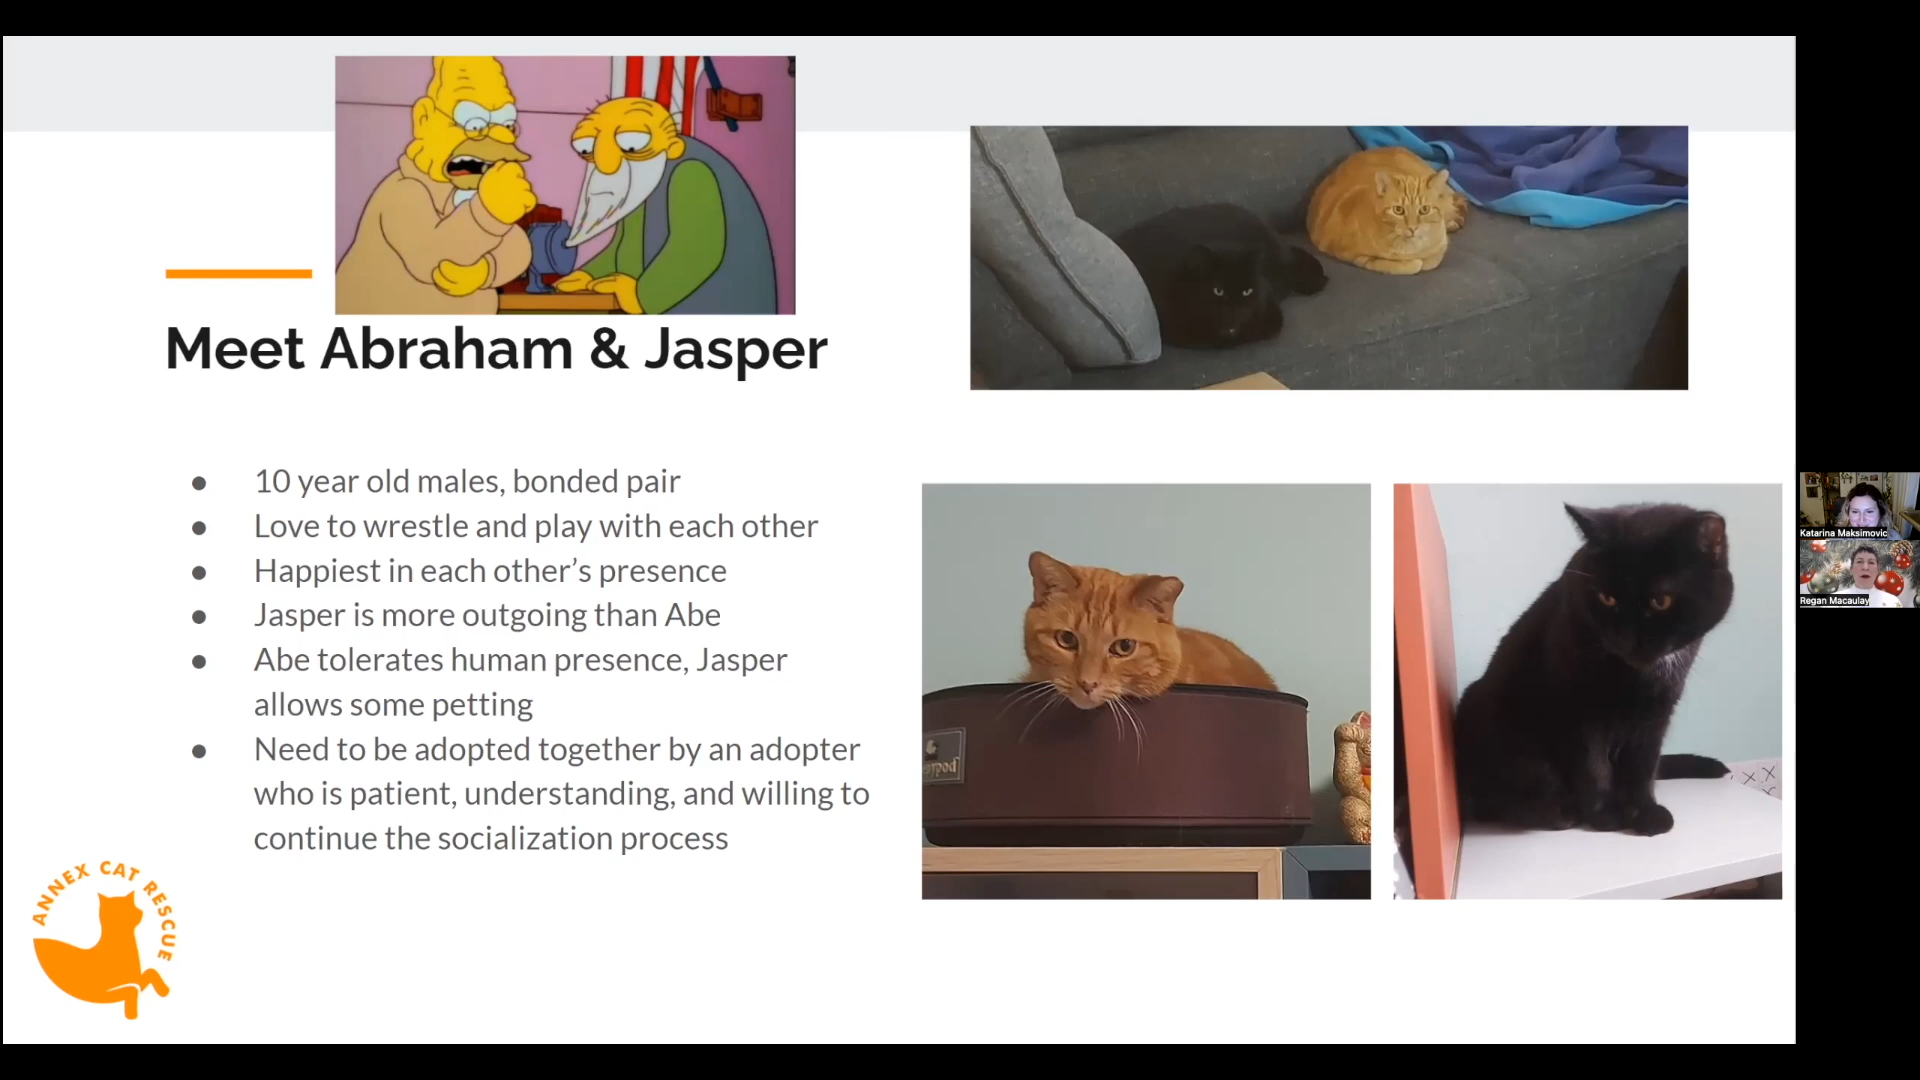 Meet Abraham & Jasper
● 10 year old males, bonded pair
● Love to wrestle and play with each other
● Happiest in each other’s presence
● Jasper is more outgoing than Abe
● Abe tolerates human presence, Jasper
allows some petting
● Need to be adopted together by an adopter
who is patient, understanding, and willing to
continue the socialization process
ANNEX CAT RESCUE
Katarina Maksimovic
Regan Macaulay